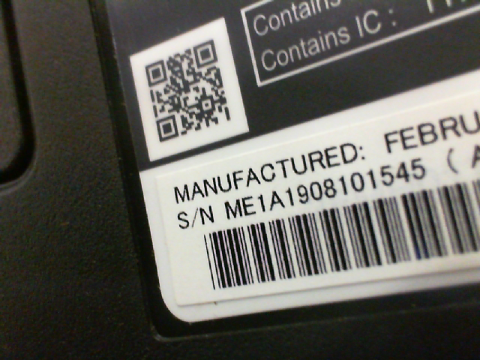 Contains
Contains IC :
MANUFACTURED: FEBRU
S/N ME1A1908101545 ( A